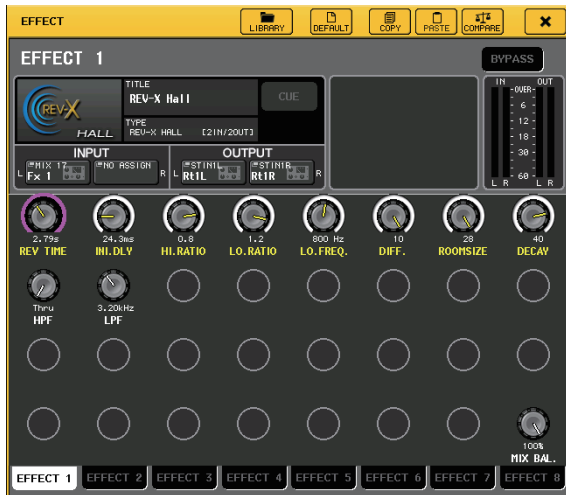 EFFECT
LIBRARY DEFAULT COPY PASTE COMPARE
EFFECT 1
BYPASS
REV-X
HALL
TITLE
REV-X Hall
CUE
TYPE
REV-X HALL [2IN/2OUT]
IN OUT
OVER
6
12
18
30
60
L R L R
INPUT OUTPUT
L MIX 17 Fx 1 NO ASSIGN R
L STIN1L Rt1L STIN1R Rt1R R
2.79s 24.3ms 0.8 1.2 800 Hz 10 28 40
REV TIME INI.DLY HI.RATIO LO.RATIO LO.FREQ. DIFF. ROOMSIZE DECAY
Thru 3.20kHz
HPF LPF
100%
MIX BAL.
EFFECT 1 EFFECT 2 EFFECT 3 EFFECT 4 EFFECT 5 EFFECT 6 EFFECT 7 EFFECT 8